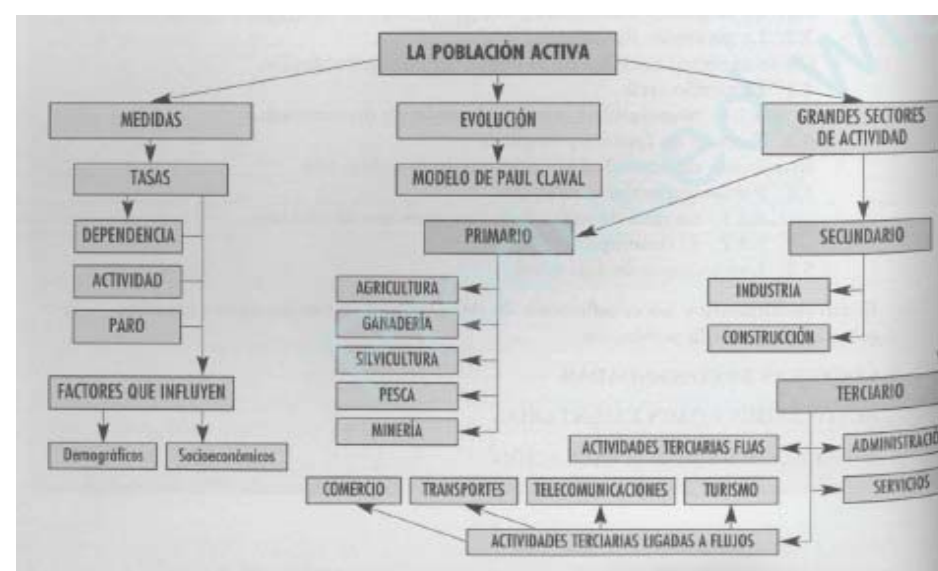 LA POBLACIÓN ACTIVA
MEDIDAS
EVOLUCIÓN
GRANDES SECTORES
DE ACTIVIDAD
TASAS
MODELO DE PAUL CLAVAL
DEPENDENCIA
PRIMARIO
SECUNDARIO
ACTIVIDAD
AGRICULTURA
INDUSTRIA
PARO
GANADERÍA
CONSTRUCCIÓN
SILVICULTURA
FACTORES QUE INFLUYEN
PESCA
TERCIARIO
MINERÍA
Demográficos
Socioeconómicos
ACTIVIDADES TERCIARIAS FIJAS
ADMINISTRACIÓ
COMERCIO
TRANSPORTES
TELECOMUNICACIONES
TURISMO
SERVICIOS
ACTIVIDADES TERCIARIAS LIGADAS A FLUJOS